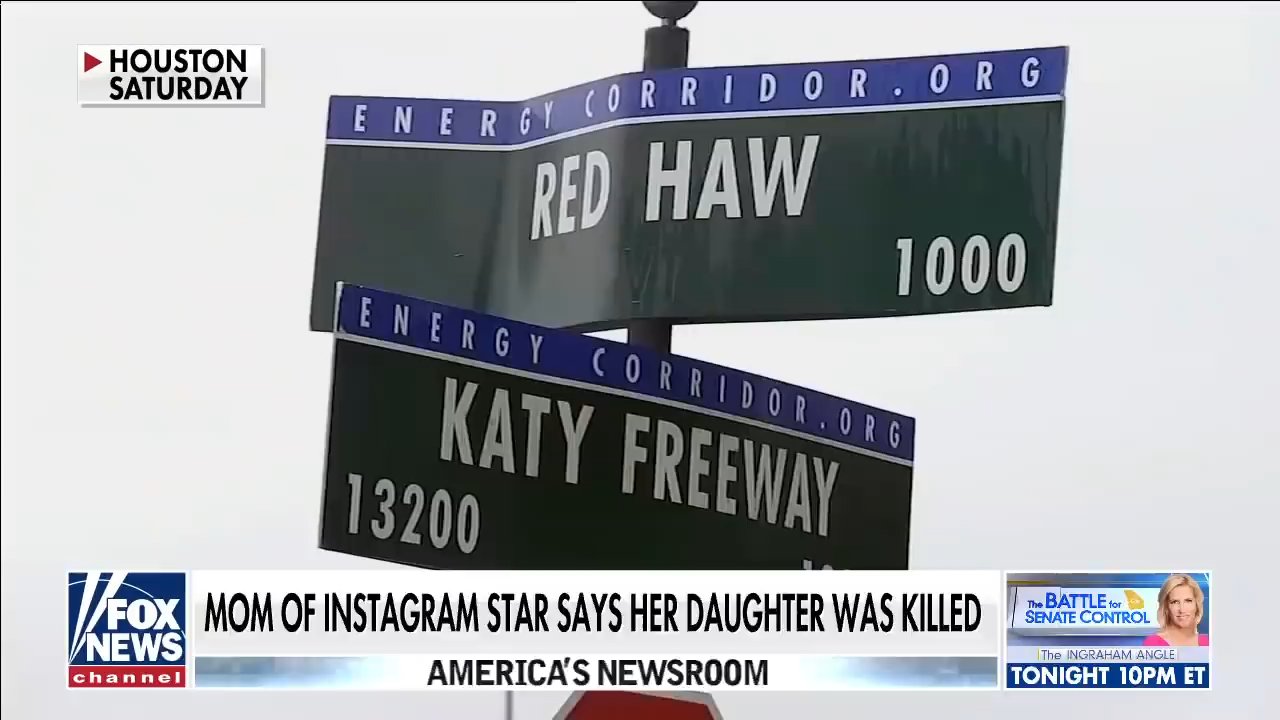 HOUSTON
SATURDAY
ENERGY CORRIDOR.ORG
RED HAW
1000
ENERGY CORRIDOR.ORG
KATY FREEWAY
13200
FOX
NEWS
channel
MOM OF INSTAGRAM STAR SAYS HER DAUGHTER WAS KILLED
AMERICA'S NEWSROOM
The BATTLE for
SENATE CONTROL
The INGRAHAM ANGLE
TONIGHT 10PM ET